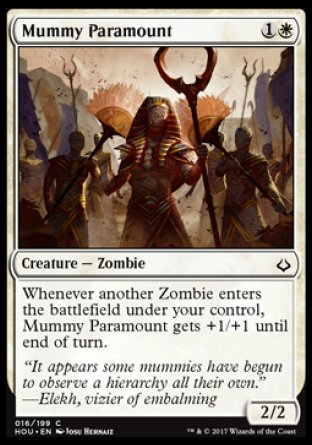 Mummy Paramount 1
Creature — Zombie
Whenever another Zombie enters
the battlefield under your control,
Mummy Paramount gets +1/+1 until
end of turn.
“It appears some mummies have begun
to observe a hierarchy all their own.”
—Elekh, vizier of embalming
2/2
016/199 C
HOU • EN Iosu Hernaiz ™ & © 2017 Wizards of the Coast